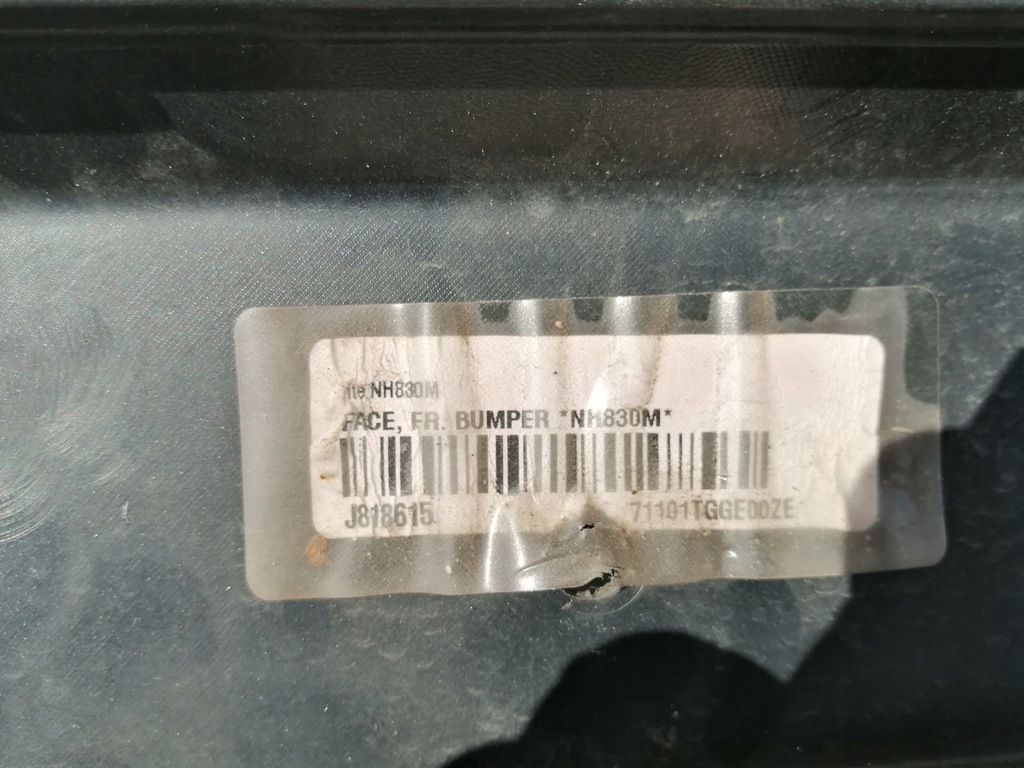 NH830M
FACE, FR. BUMPER *NH830M*
J818615
71101TGGE00ZE